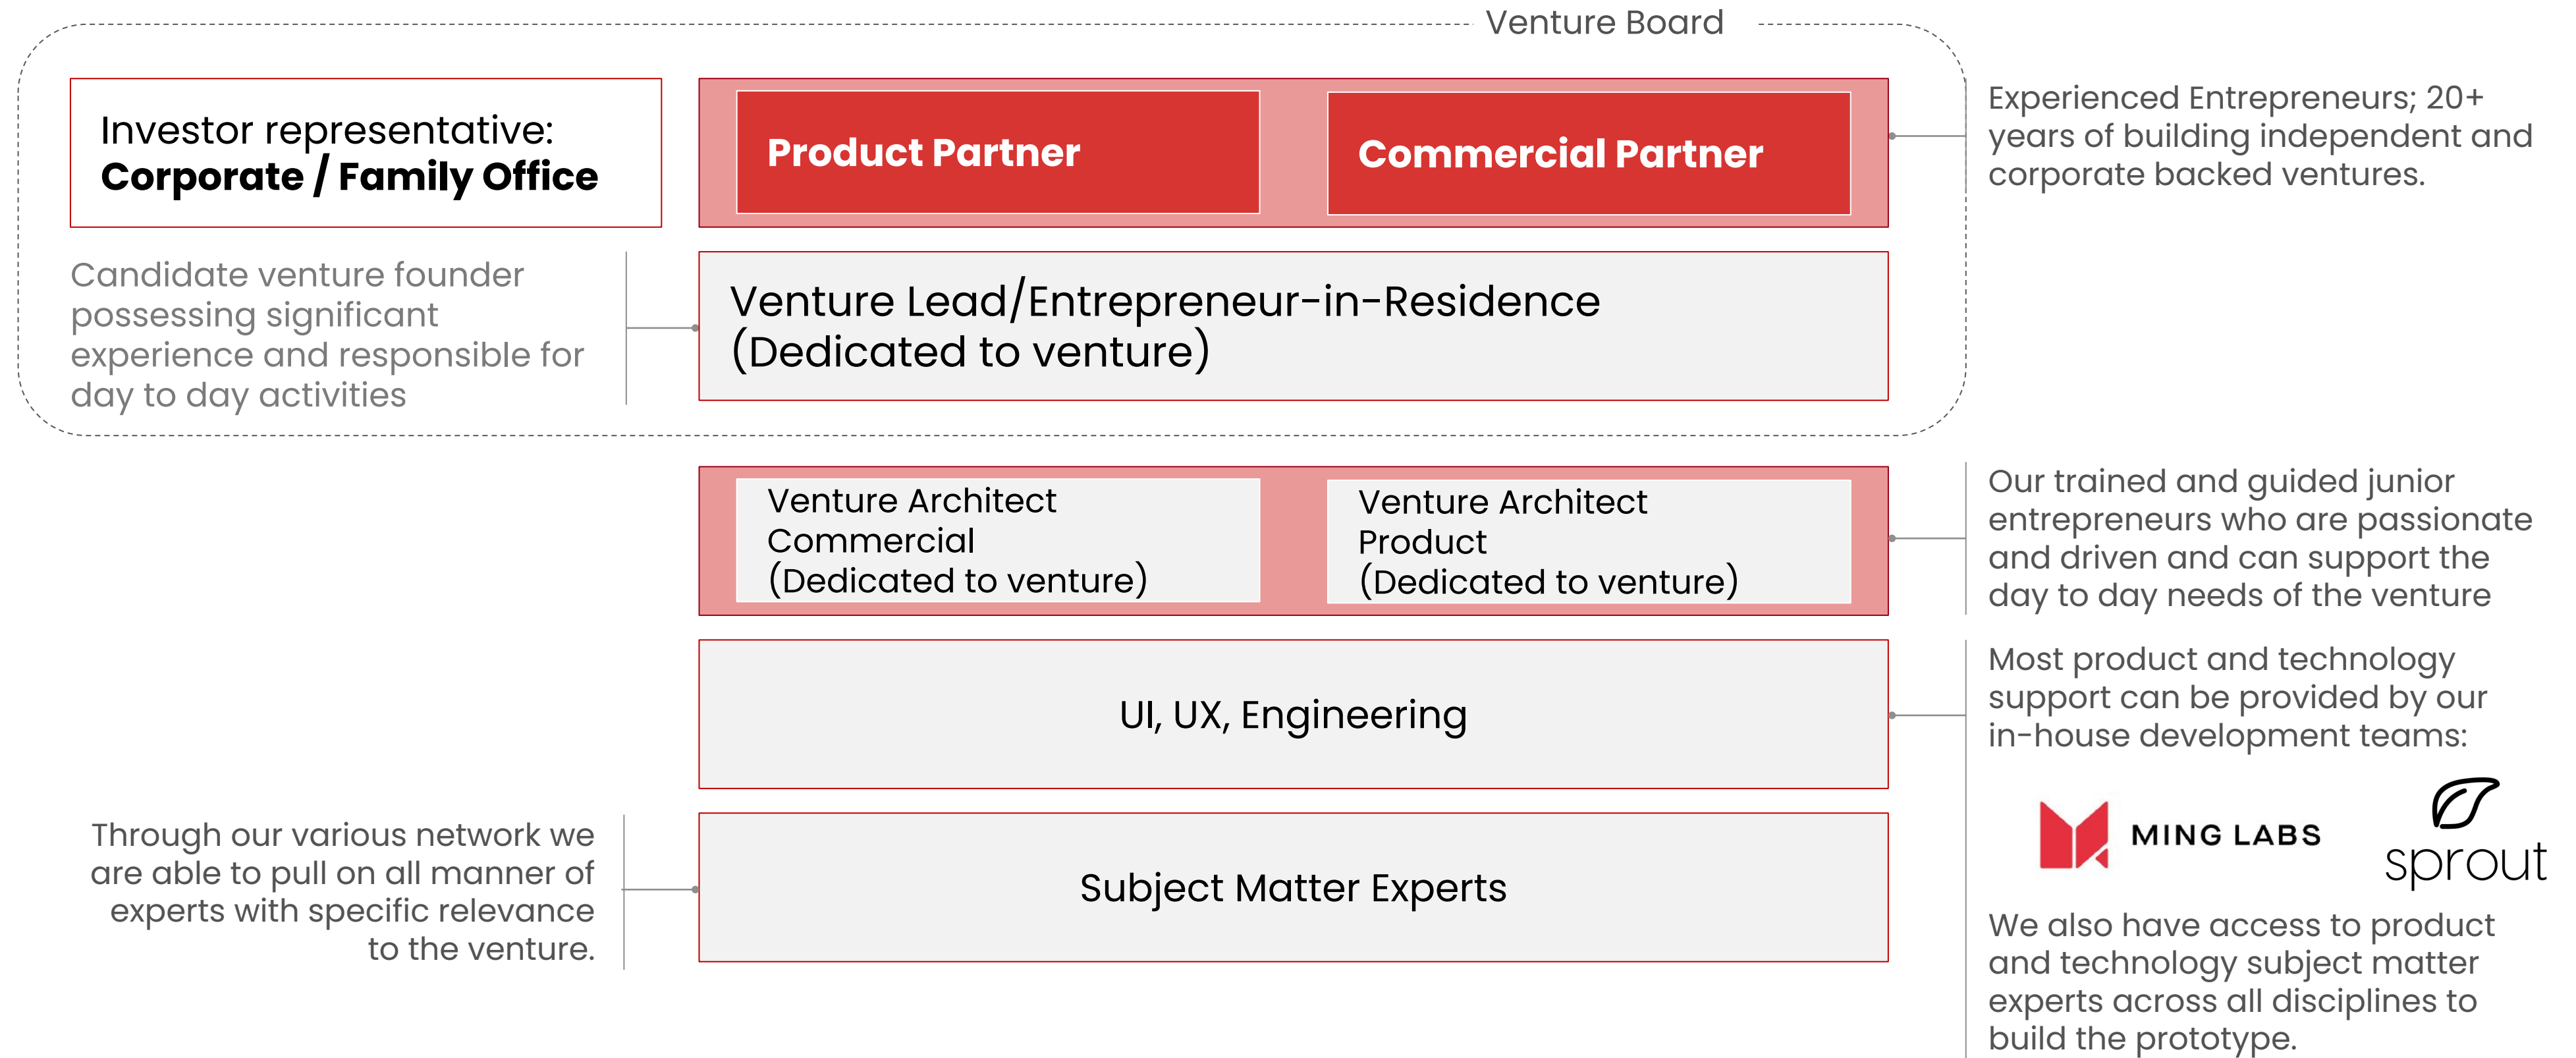 Venture Board
Investor representative:
Corporate / Family Office
Product Partner
Commercial Partner
Experienced Entrepreneurs; 20+
years of building independent and
corporate backed ventures.
Candidate venture founder
possessing significant
experience and responsible for
day to day activities
Venture Lead/Entrepreneur-in-Residence
(Dedicated to venture)
Venture Architect
Commercial
(Dedicated to venture)
Venture Architect
Product
(Dedicated to venture)
Our trained and guided junior
entrepreneurs who are passionate
and driven and can support the
day to day needs of the venture
UI, UX, Engineering
Most product and technology
support can be provided by our
in-house development teams:
MING LABS
sprout
Through our various network we
are able to pull on all manner of
experts with specific relevance
to the venture.
Subject Matter Experts
We also have access to product
and technology subject matter
experts across all disciplines to
build the prototype.